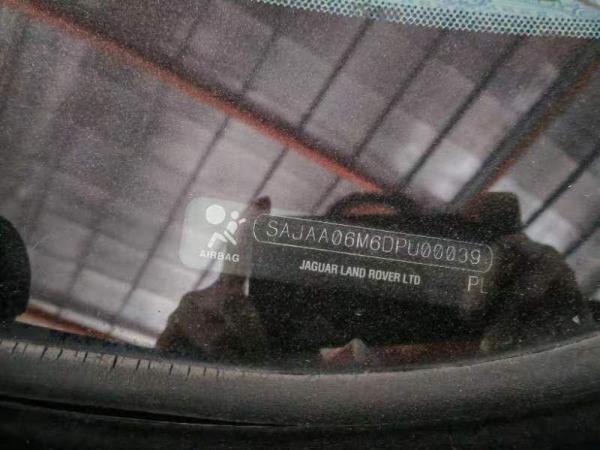 SAJAA06M6DPU00039
AIRBAG
JAGUAR LAND ROVER LTD
PL